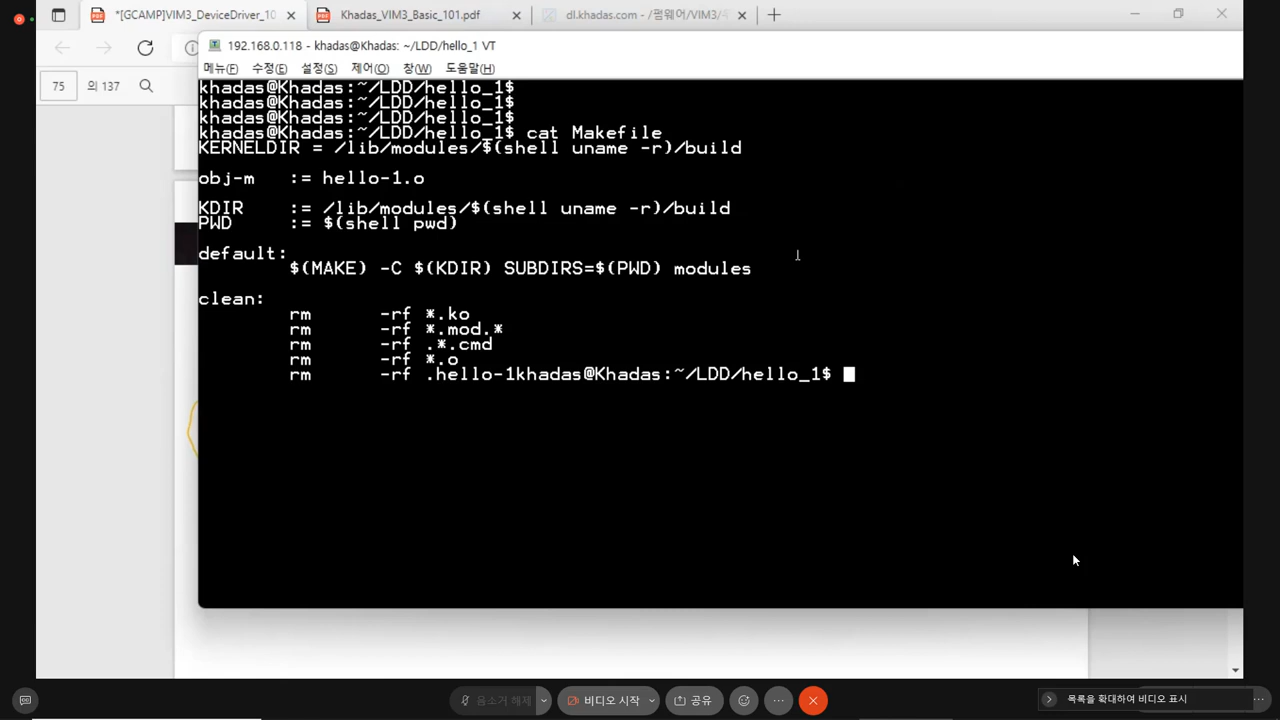 *[GCAMP]VIM3_DeviceDriver_10
Khadas_VIM3_Basic_101.pdf
dl.khadas.com - /펌웨어/VIM3/우
192.168.0.118 - khadas@Khadas: ~/LDD/hello_1 VT
메뉴(F) 수정(E) 설정(S) 제어(O) 창(W) 도움말(H)
75 의 137
khadas@Khadas:~/LDD/hello_1$
khadas@Khadas:~/LDD/hello_1$
khadas@Khadas:~/LDD/hello_1$
khadas@Khadas:~/LDD/hello_1$ cat Makefile
KERNELDIR = /lib/modules/$(shell uname -r)/build
obj-m := hello-1.o
KDIR := /lib/modules/$(shell uname -r)/build
PWD := $(shell pwd)
default:
$(MAKE) -C $(KDIR) SUBDIRS=$(PWD) modules
clean:
rm -rf *.ko
rm -rf *.mod.*
rm -rf .*.cmd
rm -rf *.o
rm -rf .hello-1khadas@Khadas:~/LDD/hello_1$
음소거 해제
비디오 시작
공유
목록을 확대하여 비디오 표시